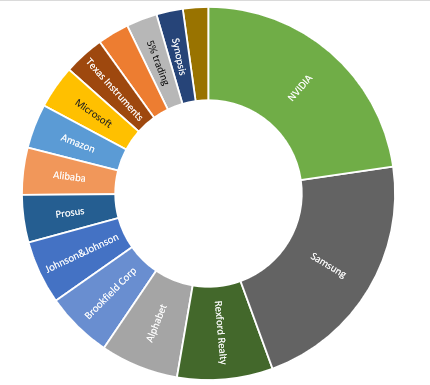 NVIDIA
Samsung
Rexford Realty
Alphabet
Brookfield Corp
Johnson&Johnson
Prosus
Alibaba
Amazon
Microsoft
Texas Instruments
5% trading
Synopsis